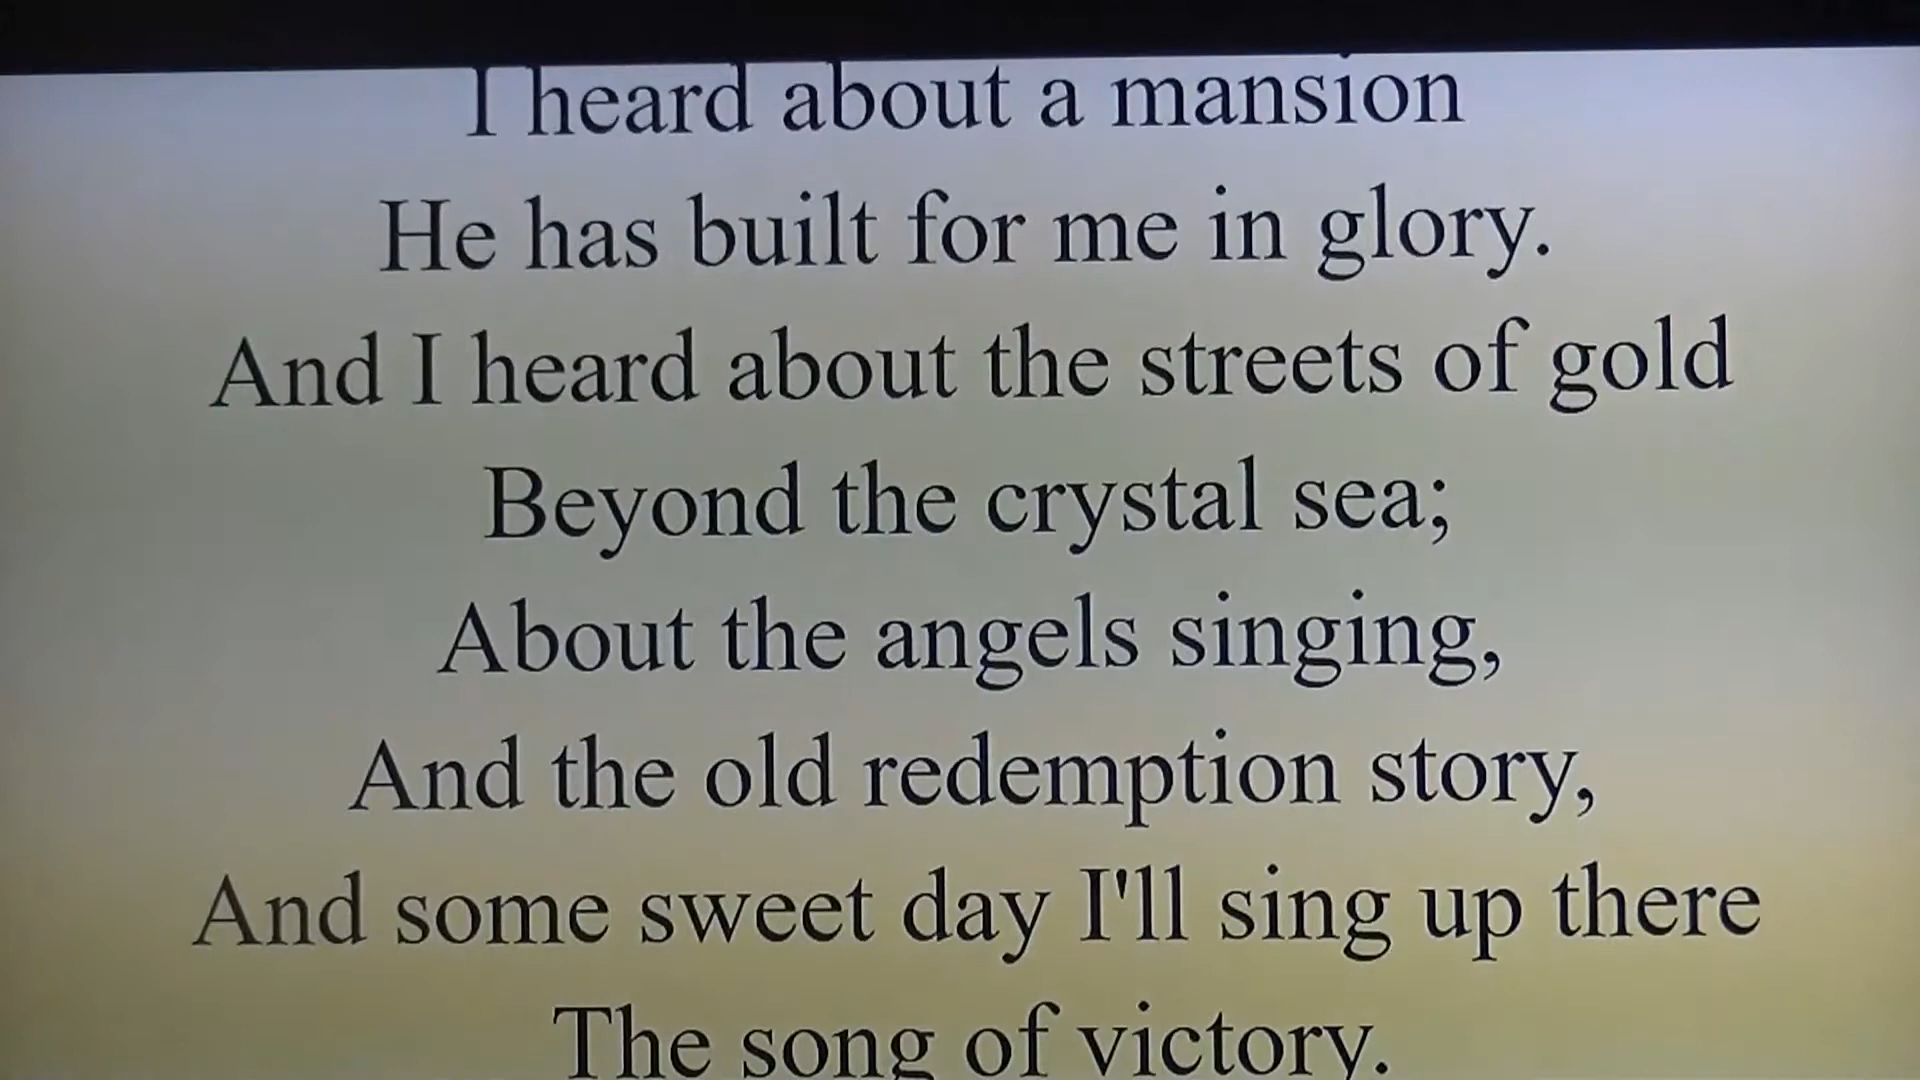 I heard about a mansion
He has built for me in glory.
And I heard about the streets of gold
Beyond the crystal sea;
About the angels singing,
And the old redemption story,
And some sweet day I'll sing up there
The song of victory.